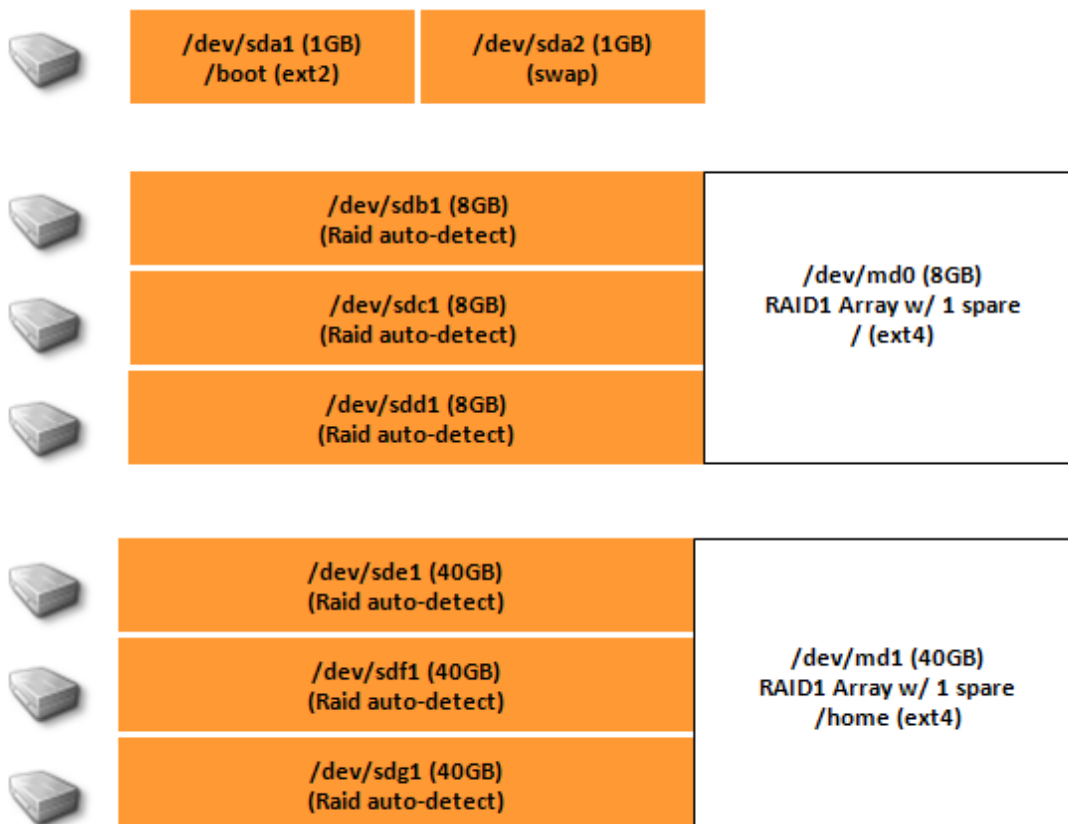 /dev/sda1 (1GB)
/boot (ext2)
/dev/sda2 (1GB)
(swap)
/dev/sdb1 (8GB)
(Raid auto-detect)
/dev/sdc1 (8GB)
(Raid auto-detect)
/dev/sdd1 (8GB)
(Raid auto-detect)
/dev/md0 (8GB)
RAID1 Array w/ 1 spare
/ (ext4)
/dev/sde1 (40GB)
(Raid auto-detect)
/dev/sdf1 (40GB)
(Raid auto-detect)
/dev/sdg1 (40GB)
(Raid auto-detect)
/dev/md1 (40GB)
RAID1 Array w/ 1 spare
/home (ext4)